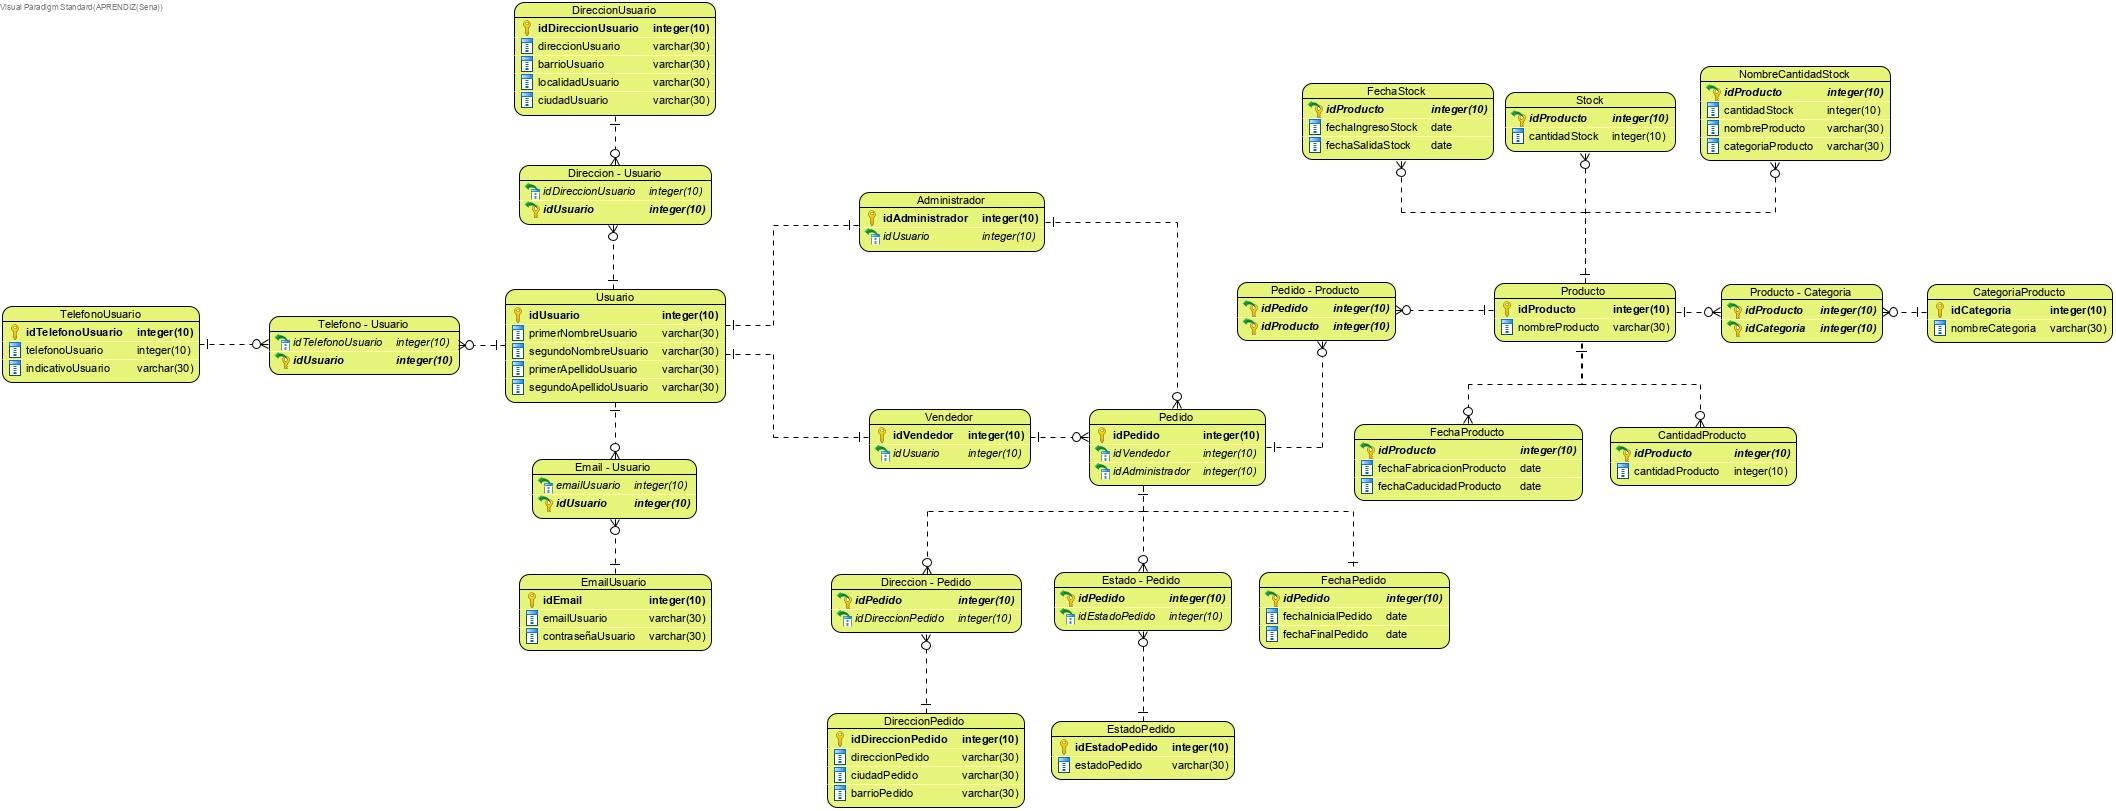 Visual Paradigm Standard(APRENDIZ(Sena))
DireccionUsuario
idDireccionUsuario integer(10)
direccionUsuario varchar(30)
barrioUsuario varchar(30)
localidadUsuario varchar(30)
ciudadUsuario varchar(30)
Direccion - Usuario
idDireccionUsuario integer(10)
idUsuario integer(10)
TelefonoUsuario
idTelefonoUsuario integer(10)
telefonoUsuario integer(10)
indicativoUsuario varchar(30)
Telefono - Usuario
idTelefonoUsuario integer(10)
idUsuario integer(10)
Usuario
idUsuario integer(10)
primerNombreUsuario varchar(30)
segundoNombreUsuario varchar(30)
primerApellidoUsuario varchar(30)
segundoApellidoUsuario varchar(30)
Email - Usuario
emailUsuario integer(10)
idUsuario integer(10)
EmailUsuario
idEmail integer(10)
emailUsuario varchar(30)
contraseñaUsuario varchar(30)
Administrador
idAdministrador integer(10)
idUsuario integer(10)
Vendedor
idVendedor integer(10)
idUsuario integer(10)
Pedido
idPedido integer(10)
idVendedor integer(10)
idAdministrador integer(10)
Direccion - Pedido
idPedido integer(10)
idDireccionPedido integer(10)
Estado - Pedido
idPedido integer(10)
idEstadoPedido integer(10)
FechaPedido
idPedido integer(10)
fechaInicialPedido date
fechaFinalPedido date
DireccionPedido
idDireccionPedido integer(10)
direccionPedido varchar(30)
ciudadPedido varchar(30)
barrioPedido varchar(30)
EstadoPedido
idEstadoPedido integer(10)
estadoPedido varchar(30)
FechaStock
idProducto integer(10)
fechaIngresoStock date
fechaSalidaStock date
Stock
idProducto integer(10)
cantidadStock integer(10)
NombreCantidadStock
idProducto integer(10)
cantidadStock integer(10)
nombreProducto varchar(30)
categoriaProducto varchar(30)
Pedido - Producto
idPedido integer(10)
idProducto integer(10)
Producto
idProducto integer(10)
nombreProducto varchar(30)
Producto - Categoria
idProducto integer(10)
idCategoria integer(10)
CategoriaProducto
idCategoria integer(10)
nombreCategoria varchar(30)
FechaProducto
idProducto integer(10)
fechaFabricacionProducto date
fechaCaducidadProducto date
CantidadProducto
idProducto integer(10)
cantidadProducto integer(10)